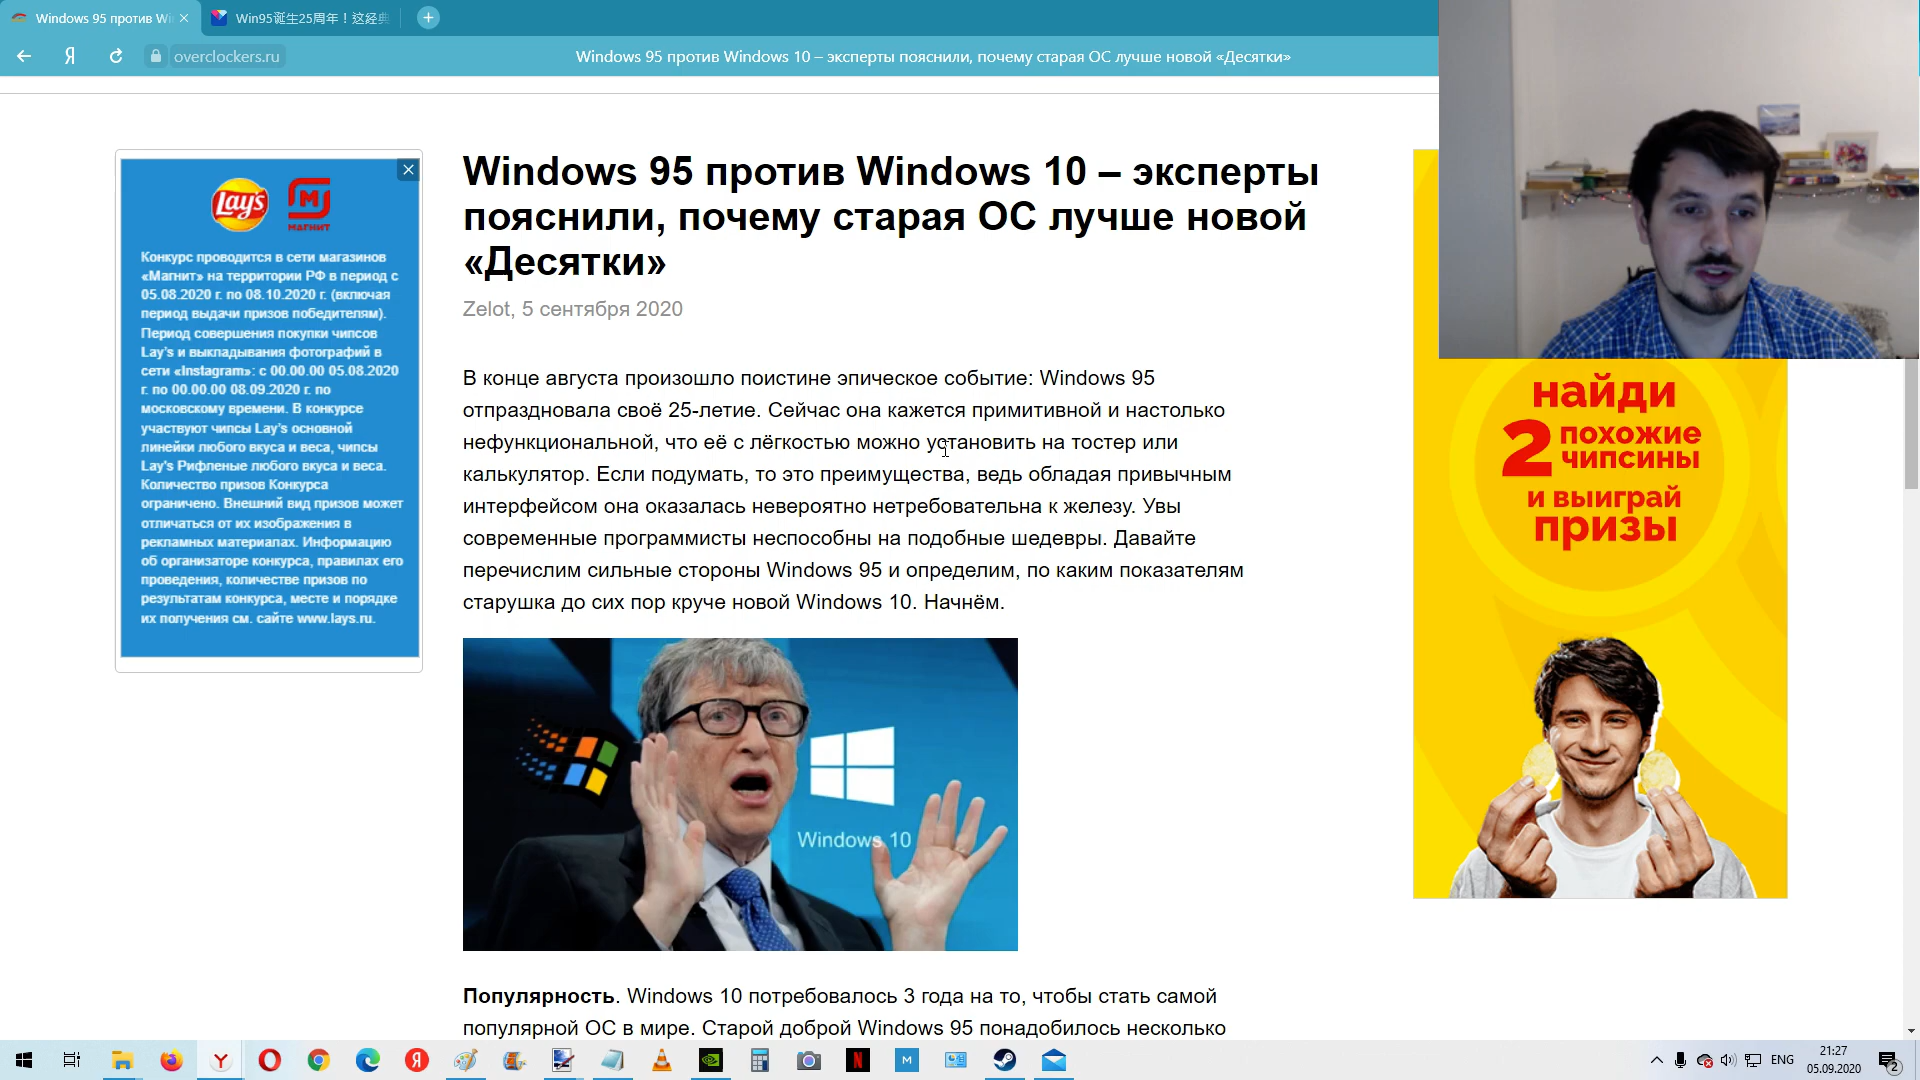 Windows 95 против Wi
Win95诞生25周年！这经典
overclockers.ru
Windows 95 против Windows 10 – эксперты пояснили, почему старая ОС лучше новой «Десятки»
Lay's
МАГНИТ
Конкурс проводится в сети магазинов
«Магнит» на территории РФ в период с
05.08.2020 г. по 08.10.2020 г. (включая
период выдачи призов победителям).
Период совершения покупки чипсов
Lay’s и выкладывания фотографий в
сети «Instagram»: с 00.00.00 05.08.2020
г. по 00.00.00 08.09.2020 г. по
московскому времени. В конкурсе
участвуют чипсы Lay’s основной
линейки любого вкуса и веса, чипсы
Lay’s Рифленые любого вкуса и веса.
Количество призов Конкурса
ограничено. Внешний вид призов может
отличаться от их изображения в
рекламных материалах. Информацию
об организаторе конкурса, правилах его
проведения, количестве призов по
результатам конкурса, месте и порядке
их получения см. сайте www.lays.ru.
Windows 95 против Windows 10 – эксперты
пояснили, почему старая ОС лучше новой
«Десятки»
Zelot, 5 сентября 2020
В конце августа произошло поистине эпическое событие: Windows 95
отпраздновала своё 25-летие. Сейчас она кажется примитивной и настолько
нефункциональной, что её с лёгкостью можно установить на тостер или
калькулятор. Если подумать, то это преимущества, ведь обладая привычным
интерфейсом она оказалась невероятно нетребовательна к железу. Увы
современные программисты неспособны на подобные шедевры. Давайте
перечислим сильные стороны Windows 95 и определим, по каким показателям
старушка до сих пор круче новой Windows 10. Начнём.
Windows 10
Популярность. Windows 10 потребовалось 3 года на то, чтобы стать самой
популярной ОС в мире. Старой доброй Windows 95 понадобилось несколько
найди
2 похожие
чипсины
и выиграй
призы
ENG
21:27
05.09.2020
2